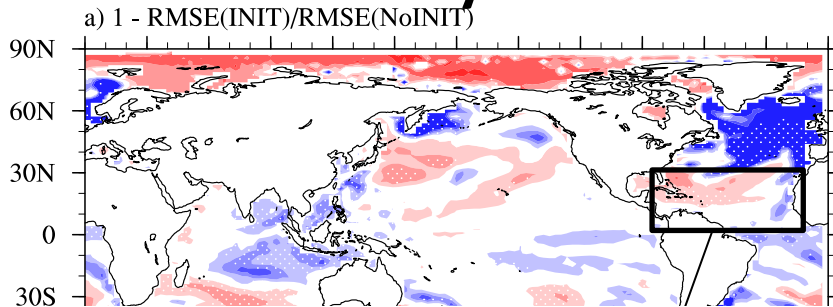 a) 1 - RMSE(INIT)/RMSE(NoINIT)
90N
60N
30N
0
30S